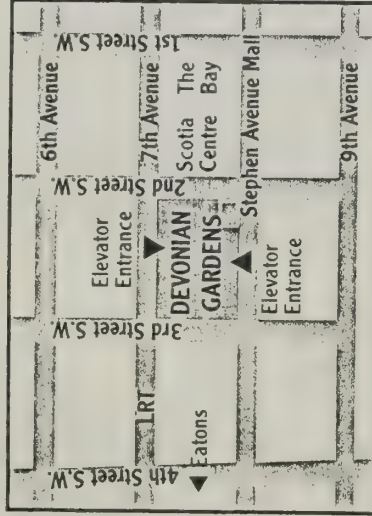 6th Avenue
1st Street S.W.
7th Avenue
Scotia The
Centre Bay
Stephen Avenue Mall
9th Avenue
2nd Street S.W.
Elevator
Entrance
DEVONIAN
GARDENS
Elevator
Entrance
3rd Street S.W.
LRT
Eatons
4th Street S.W.